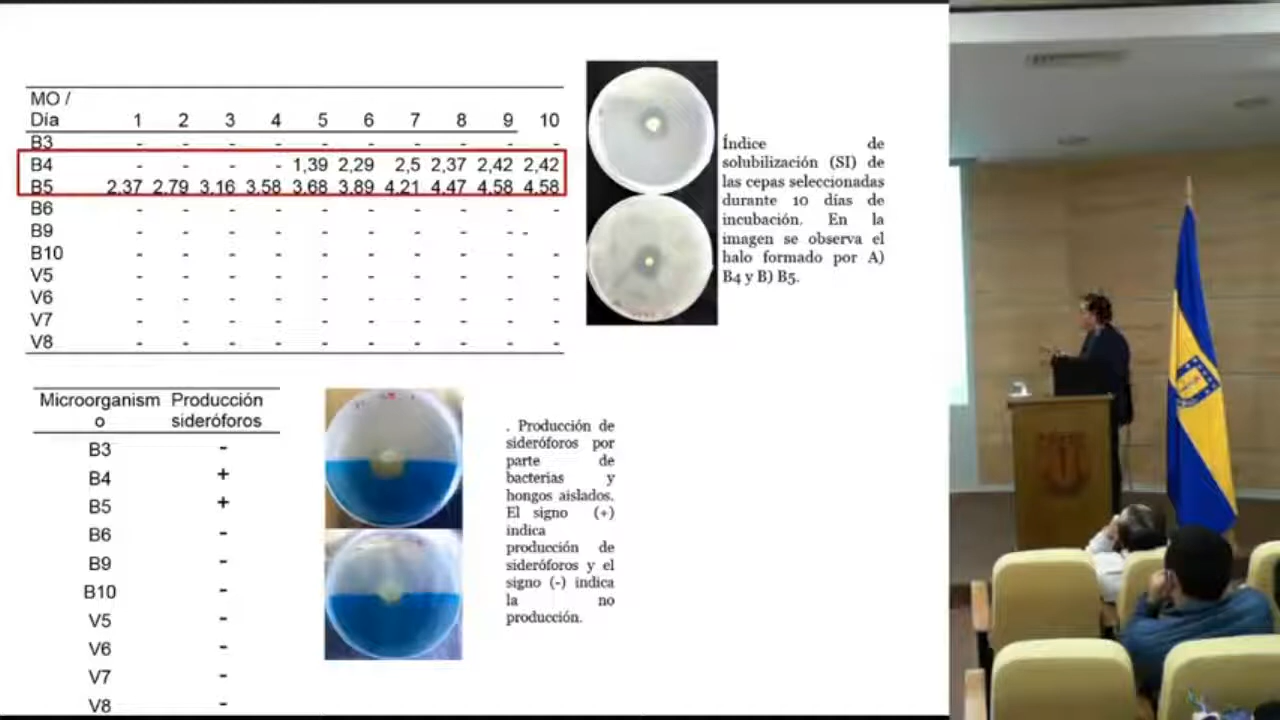 MO /
Día 1 2 3 4 5 6 7 8 9 10
B3 - - - - - - - - - -
B4 - - - - 1,39 2,29 2,5 2,37 2,42 2,42
B5 2,37 2,79 3,16 3,58 3,68 3,89 4,21 4,47 4,58 4,58
B6 - - - - - - - - - -
B9 - - - - - - - - - -
B10 - - - - - - - - - -
V5 - - - - - - - - - -
V6 - - - - - - - - - -
V7 - - - - - - - - - -
V8 - - - - - - - - - -
Índice de
solubilización (SI) de
las cepas seleccionadas
durante 10 días de
incubación. En la
imagen se observa el
halo formado por A)
B4 y B) B5.
Microorganism Producción
o sideróforos
B3 -
B4 +
B5 +
B6 -
B9 -
B10 -
V5 -
V6 -
V7 -
V8 -
. Producción de
sideróforos por
parte de
bacterias y
hongos aislados.
El signo (+)
indica
producción de
sideróforos y el
signo (-) indica
la no
producción.